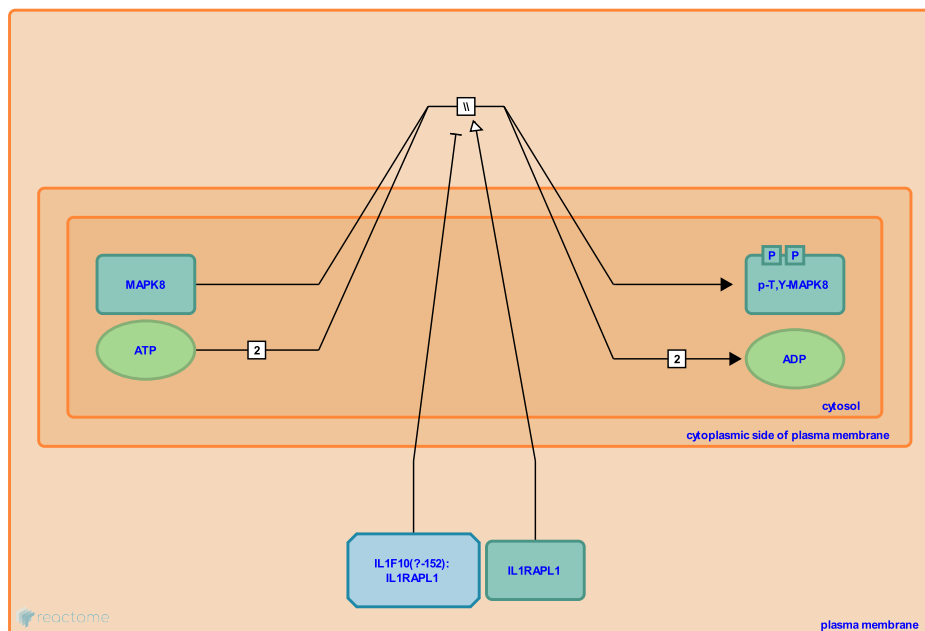 \\
MAPK8
P P
p-T,Y-MAPK8
ATP
2
2
ADP
cytosol
cytoplasmic side of plasma membrane
IL1F10(?-152):
IL1RAPL1
IL1RAPL1
reactome
plasma membrane